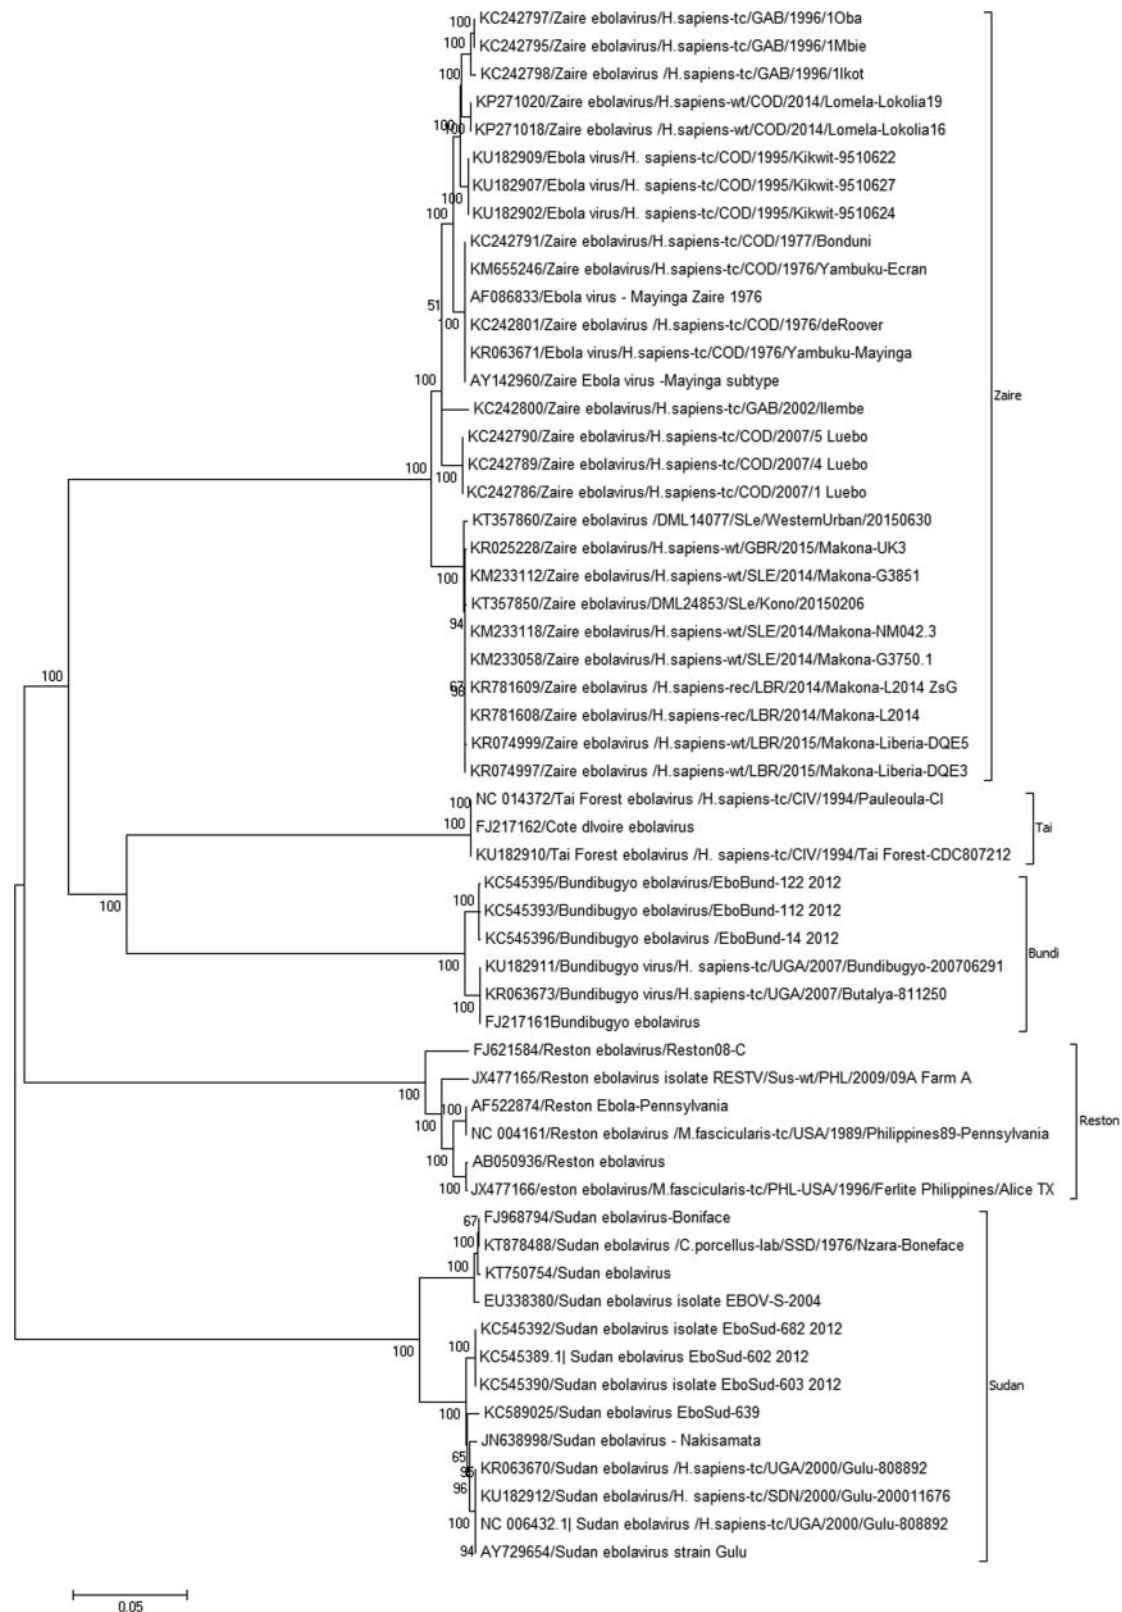 100 KC242797/Zaire ebolavirus/H.sapiens-tc/GAB/1996/1Oba
100 KC242795/Zaire ebolavirus/H.sapiens-tc/GAB/1996/1Mbie
100 KC242798/Zaire ebolavirus /H.sapiens-tc/GAB/1996/1Ikot
KP271020/Zaire ebolavirus/H.sapiens-wt/COD/2014/Lomela-Lokolia19
100 100 KP271018/Zaire ebolavirus /H.sapiens-wt/COD/2014/Lomela-Lokolia16
KU182909/Ebola virus/H. sapiens-tc/COD/1995/Kikwit-9510622
KU182907/Ebola virus/H. sapiens-tc/COD/1995/Kikwit-9510627
100
100 KU182902/Ebola virus/H. sapiens-tc/COD/1995/Kikwit-9510624
KC242791/Zaire ebolavirus/H.sapiens-tc/COD/1977/Bonduni
KM655246/Zaire ebolavirus/H.sapiens-tc/COD/1976/Yambuku-Ecran
AF086833/Ebola virus - Mayinga Zaire 1976
51
100 KC242801/Zaire ebolavirus /H.sapiens-tc/COD/1976/deRoover
KR063671/Ebola virus/H.sapiens-tc/COD/1976/Yambuku-Mayinga
100 AY142960/Zaire Ebola virus -Mayinga subtype
Zaire
KC242800/Zaire ebolavirus/H.sapiens-tc/GAB/2002/Ilembe
KC242790/Zaire ebolavirus/H.sapiens-tc/COD/2007/5 Luebo
100 KC242789/Zaire ebolavirus/H.sapiens-tc/COD/2007/4 Luebo
100 KC242786/Zaire ebolavirus/H.sapiens-tc/COD/2007/1 Luebo
KT357860/Zaire ebolavirus /DML14077/SLe/WesternUrban/20150630
KR025228/Zaire ebolavirus/H.sapiens-wt/GBR/2015/Makona-UK3
100 KM233112/Zaire ebolavirus/H.sapiens-wt/SLE/2014/Makona-G3851
KT357850/Zaire ebolavirus/DML24853/SLe/Kono/20150206
94
KM233118/Zaire ebolavirus/H.sapiens-wt/SLE/2014/Makona-NM042.3
KM233058/Zaire ebolavirus/H.sapiens-wt/SLE/2014/Makona-G3750.1
100
KR781609/Zaire ebolavirus /H.sapiens-rec/LBR/2014/Makona-L2014 ZsG
KR781608/Zaire ebolavirus/H.sapiens-rec/LBR/2014/Makona-L2014
KR074999/Zaire ebolavirus /H.sapiens-wt/LBR/2015/Makona-Liberia-DQE5
KR074997/Zaire ebolavirus /H.sapiens-wt/LBR/2015/Makona-Liberia-DQE3
100 NC 014372/Tai Forest ebolavirus /H.sapiens-tc/CIV/1994/Pauleoula-CI
100 FJ217162/Cote dIvoire ebolavirus
Tai
KU182910/Tai Forest ebolavirus /H. sapiens-tc/CIV/1994/Tai Forest-CDC807212
KC545395/Bundibugyo ebolavirus/EboBund-122 2012
100
100 KC545393/Bundibugyo ebolavirus/EboBund-112 2012
KC545396/Bundibugyo ebolavirus /EboBund-14 2012
Bundi
100 KU182911/Bundibugyo virus/H. sapiens-tc/UGA/2007/Bundibugyo-200706291
KR063673/Bundibugyo virus/H.sapiens-tc/UGA/2007/Butalya-811250
100
FJ217161Bundibugyo ebolavirus
FJ621584/Reston ebolavirus/Reston08-C
JX477165/Reston ebolavirus isolate RESTV/Sus-wt/PHL/2009/09A Farm A
100
100 AF522874/Reston Ebola-Pennsylvania
Reston
100 NC 004161/Reston ebolavirus /M.fascicularis-tc/USA/1989/Philippines89-Pennsylvania
100 AB050936/Reston ebolavirus
100 JX477166/eston ebolavirus/M.fascicularis-tc/PHL-USA/1996/Ferlite Philippines/Alice TX
67 FJ968794/Sudan ebolavirus-Boniface
100 KT878488/Sudan ebolavirus /C.porcellus-lab/SSD/1976/Nzara-Boneface
100 KT750754/Sudan ebolavirus
EU338380/Sudan ebolavirus isolate EBOV-S-2004
KC545392/Sudan ebolavirus isolate EboSud-682 2012
100
100 KC545389.1| Sudan ebolavirus EboSud-602 2012
KC545390/Sudan ebolavirus isolate EboSud-603 2012
Sudan
100 KC589025/Sudan ebolavirus EboSud-639
JN638998/Sudan ebolavirus - Nakisamata
65
KR063670/Sudan ebolavirus /H.sapiens-tc/UGA/2000/Gulu-808892
96 KU182912/Sudan ebolavirus/H. sapiens-tc/SDN/2000/Gulu-200011676
100 NC 006432.1| Sudan ebolavirus /H.sapiens-tc/UGA/2000/Gulu-808892
94 AY729654/Sudan ebolavirus strain Gulu
0.05